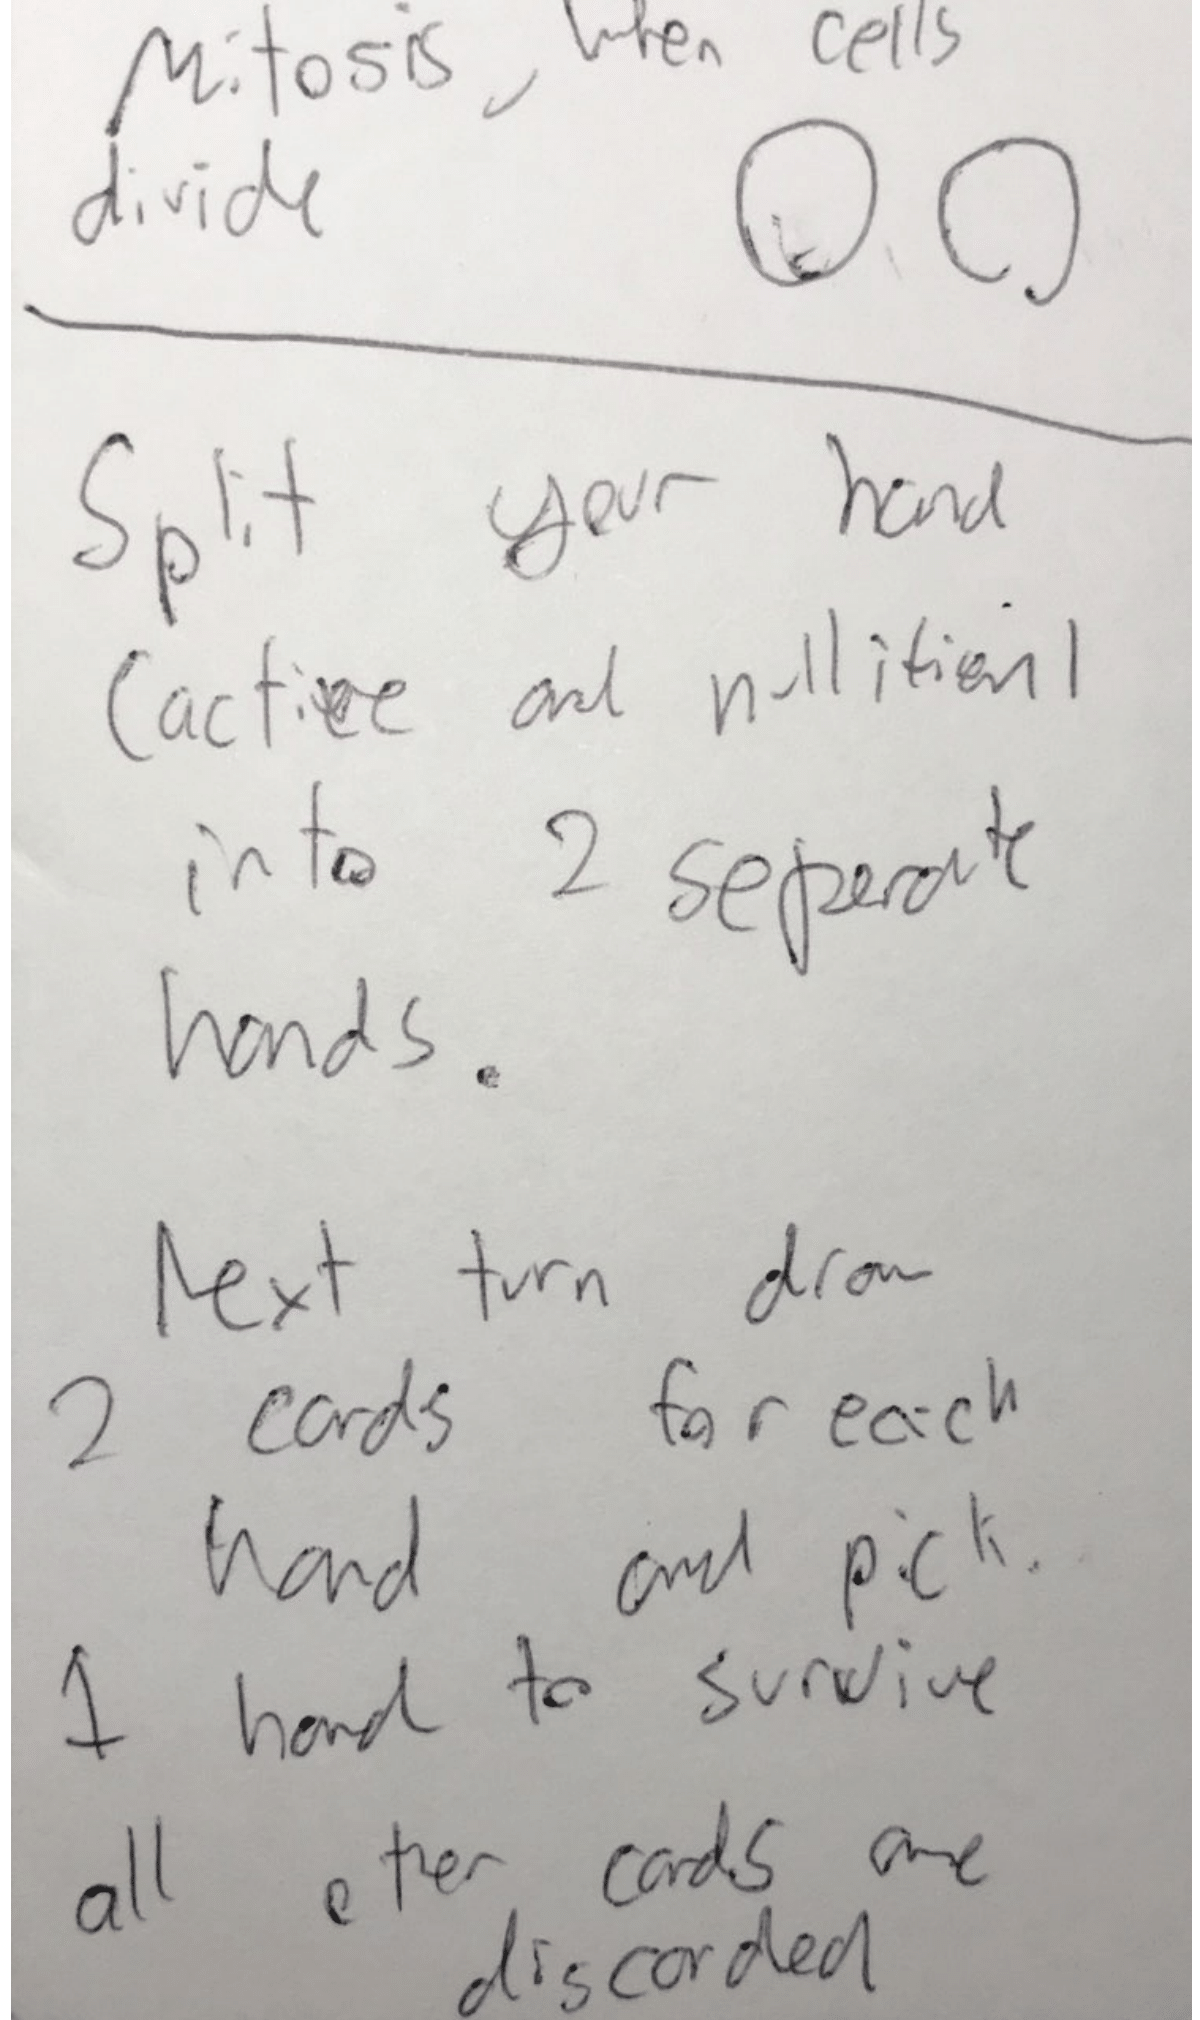 Mitosis, when cells
divide
Split your hand
(active and nullition)
into 2 seperate
hands.
Next turn draw
2 cards for each
hand and pick.
1 hand to survive
all other cards are
discarded